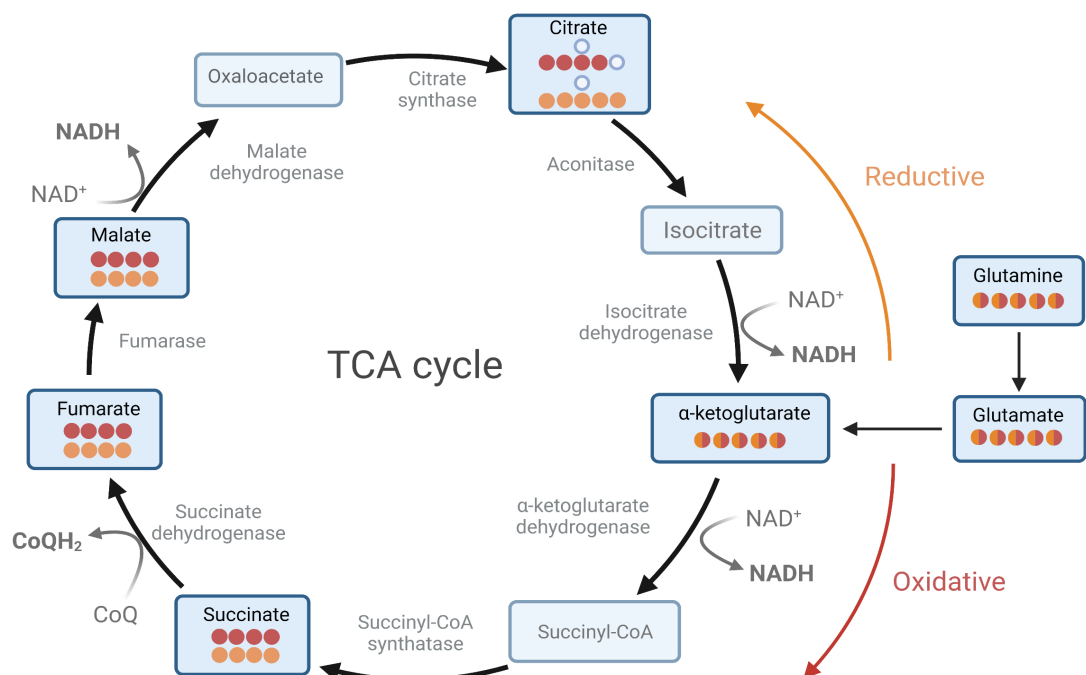 Citrate
Oxaloacetate
Citrate
synthase
NADH
Malate
dehydrogenase
NAD⁺
Aconitase
Reductive
Malate
Isocitrate
Glutamine
NAD⁺
Isocitrate
dehydrogenase
Fumarase
NADH
TCA cycle
Fumarate
α-ketoglutarate
Glutamate
α-ketoglutarate
dehydrogenase
Succinate
dehydrogenase
NAD⁺
CoQH₂
NADH
Oxidative
CoQ
Succinate
Succinyl-CoA
synthatase
Succinyl-CoA